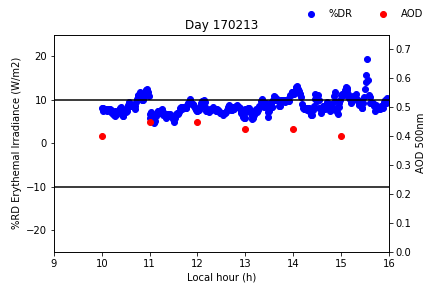 %DR AOD
Day 170213
%RD Erythemal Irradiance (W/m2)
20
10
0
−10
−20
0.7
0.6
0.5
0.4
0.3
0.2
0.1
0.0
AOD 500nm
9 10 11 12 13 14 15 16
Local hour (h)